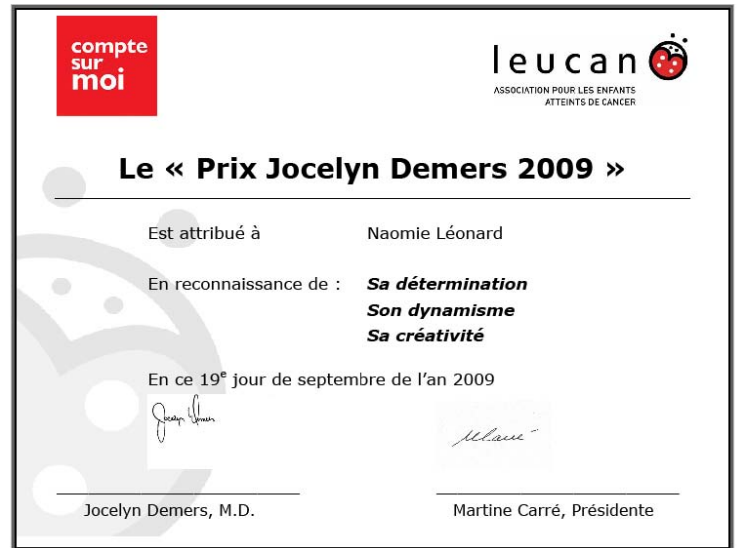 compte
sur
moi
leucan
ASSOCIATION POUR LES ENFANTS
ATTEINTS DE CANCER
Le « Prix Jocelyn Demers 2009 »
Est attribué à Naomie Léonard
En reconnaissance de : Sa détermination
Son dynamisme
Sa créativité
En ce 19e jour de septembre de l'an 2009
Jocelyn Demers
Jocelyn Demers, M.D. Martine Carré, Présidente